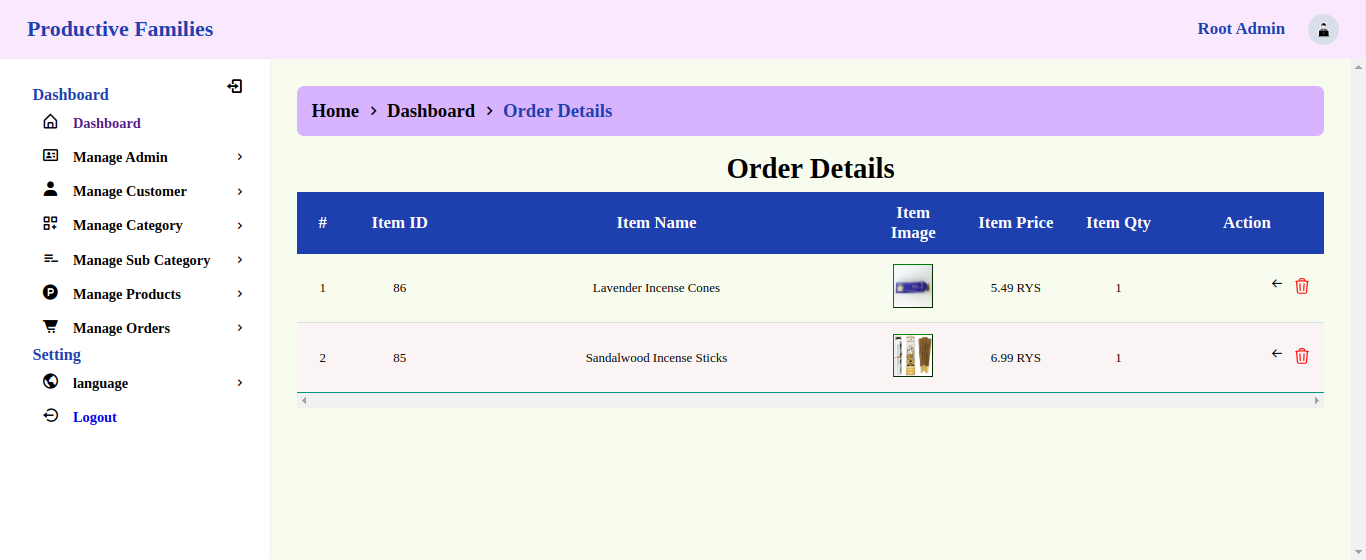 Productive Families
Root Admin
Dashboard
Dashboard
Manage Admin
Manage Customer
Manage Category
Manage Sub Category
Manage Products
Manage Orders
Setting
language
Logout
Home > Dashboard > Order Details
Order Details
# Item ID Item Name Item Image Item Price Item Qty Action
1 86 Lavender Incense Cones 5.49 RYS 1
2 85 Sandalwood Incense Sticks 6.99 RYS 1